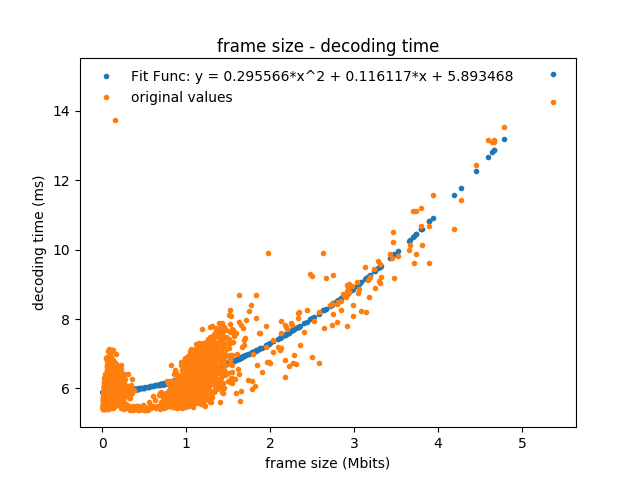 frame size - decoding time
Fit Func: y = 0.295566*x^2 + 0.116117*x + 5.893468
original values
14
12
10
8
6
decoding time (ms)
0 1 2 3 4 5
frame size (Mbits)